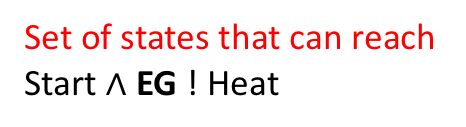 Set of states that can reach
Start ∧ EG ! Heat